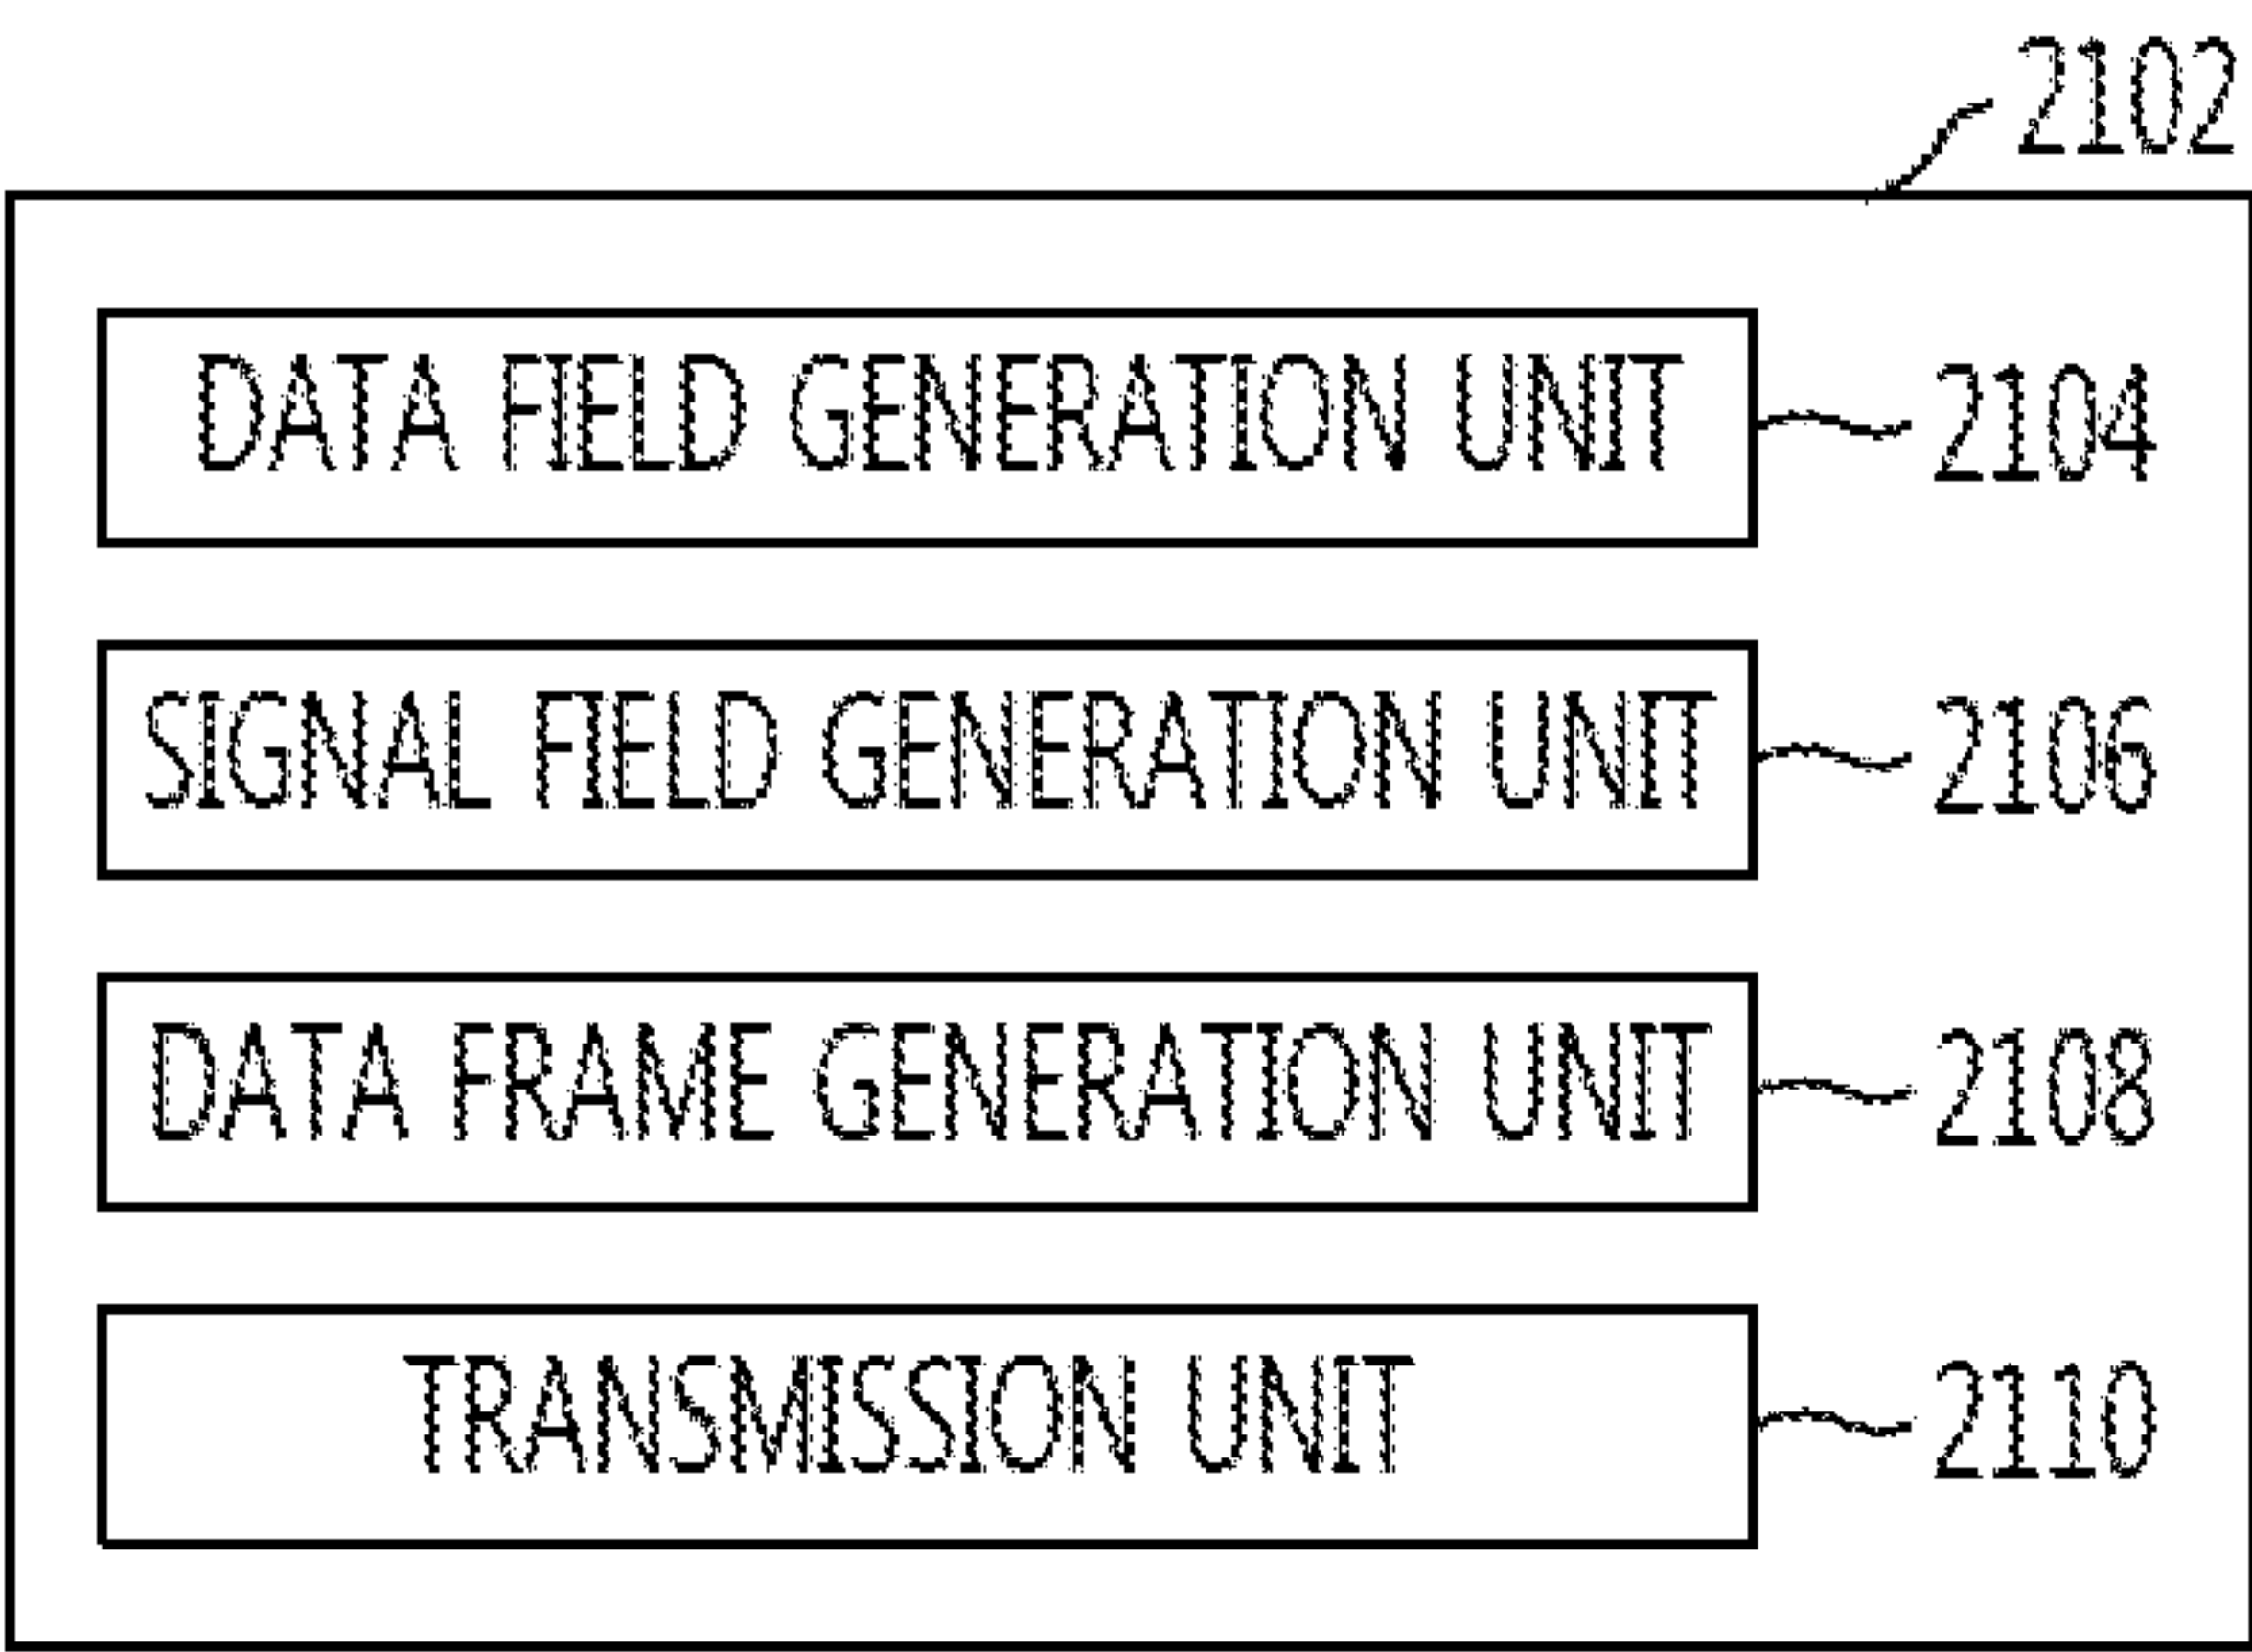 2102
DATA FIELD GENERATION UNIT 2104
SIGNAL FIELD GENERATION UNIT 2106
DATA FRAME GENERATION UNIT 2108
TRANSMISSION UNIT 2110